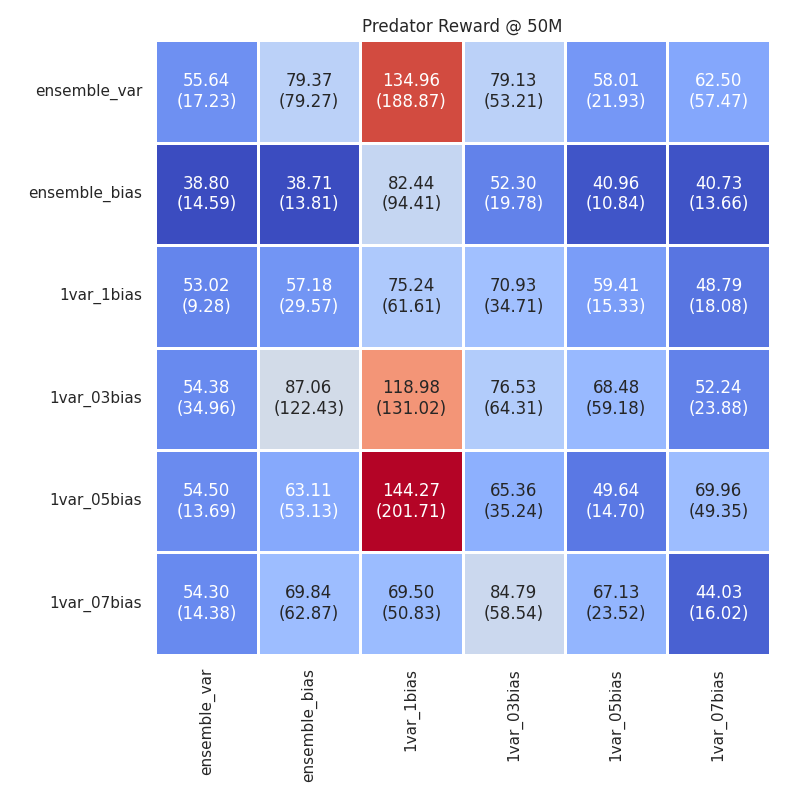 Predator Reward @ 50M
ensemble_var
55.64 79.37 134.96 79.13 58.01 62.50
(17.23) (79.27) (188.87) (53.21) (21.93) (57.47)
ensemble_bias
38.80 38.71 82.44 52.30 40.96 40.73
(14.59) (13.81) (94.41) (19.78) (10.84) (13.66)
1var_1bias
53.02 57.18 75.24 70.93 59.41 48.79
(9.28) (29.57) (61.61) (34.71) (15.33) (18.08)
1var_03bias
54.38 87.06 118.98 76.53 68.48 52.24
(34.96) (122.43) (131.02) (64.31) (59.18) (23.88)
1var_05bias
54.50 63.11 144.27 65.36 49.64 69.96
(13.69) (53.13) (201.71) (35.24) (14.70) (49.35)
1var_07bias
54.30 69.84 69.50 84.79 67.13 44.03
(14.38) (62.87) (50.83) (58.54) (23.52) (16.02)
ensemble_var
ensemble_bias
1var_1bias
1var_03bias
1var_05bias
1var_07bias